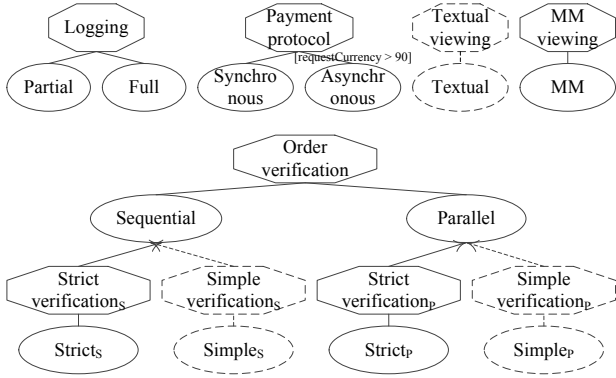 Logging
Payment
protocol
Textual
viewing
MM
viewing
[requestCurrency > 90]
Partial
Full
Synchro
nous
Asynchr
onous
Textual
MM
Order
verification
Sequential
Parallel
Strict
verificationS
Simple
verificationS
Strict
verificationP
Simple
verificationP
StrictS
SimpleS
StrictP
SimpleP